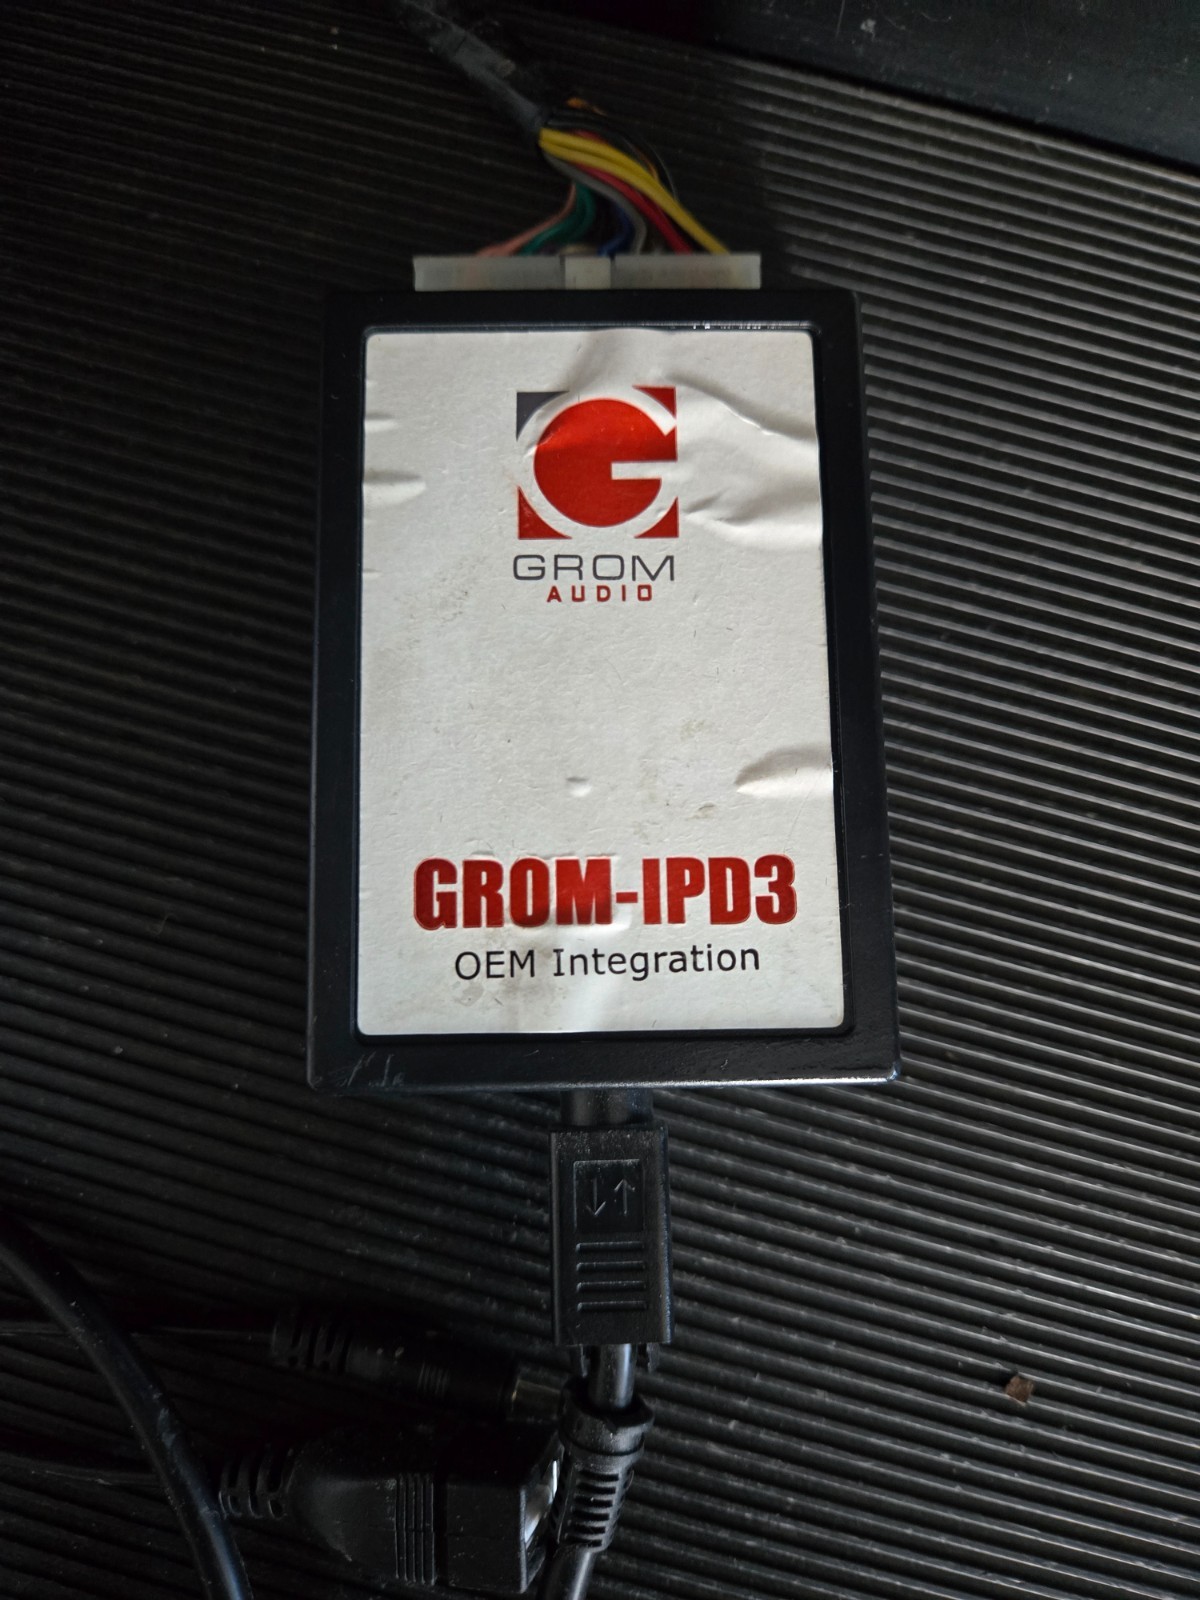 GROM
AUDIO
GROM-IPD3
OEM Integration